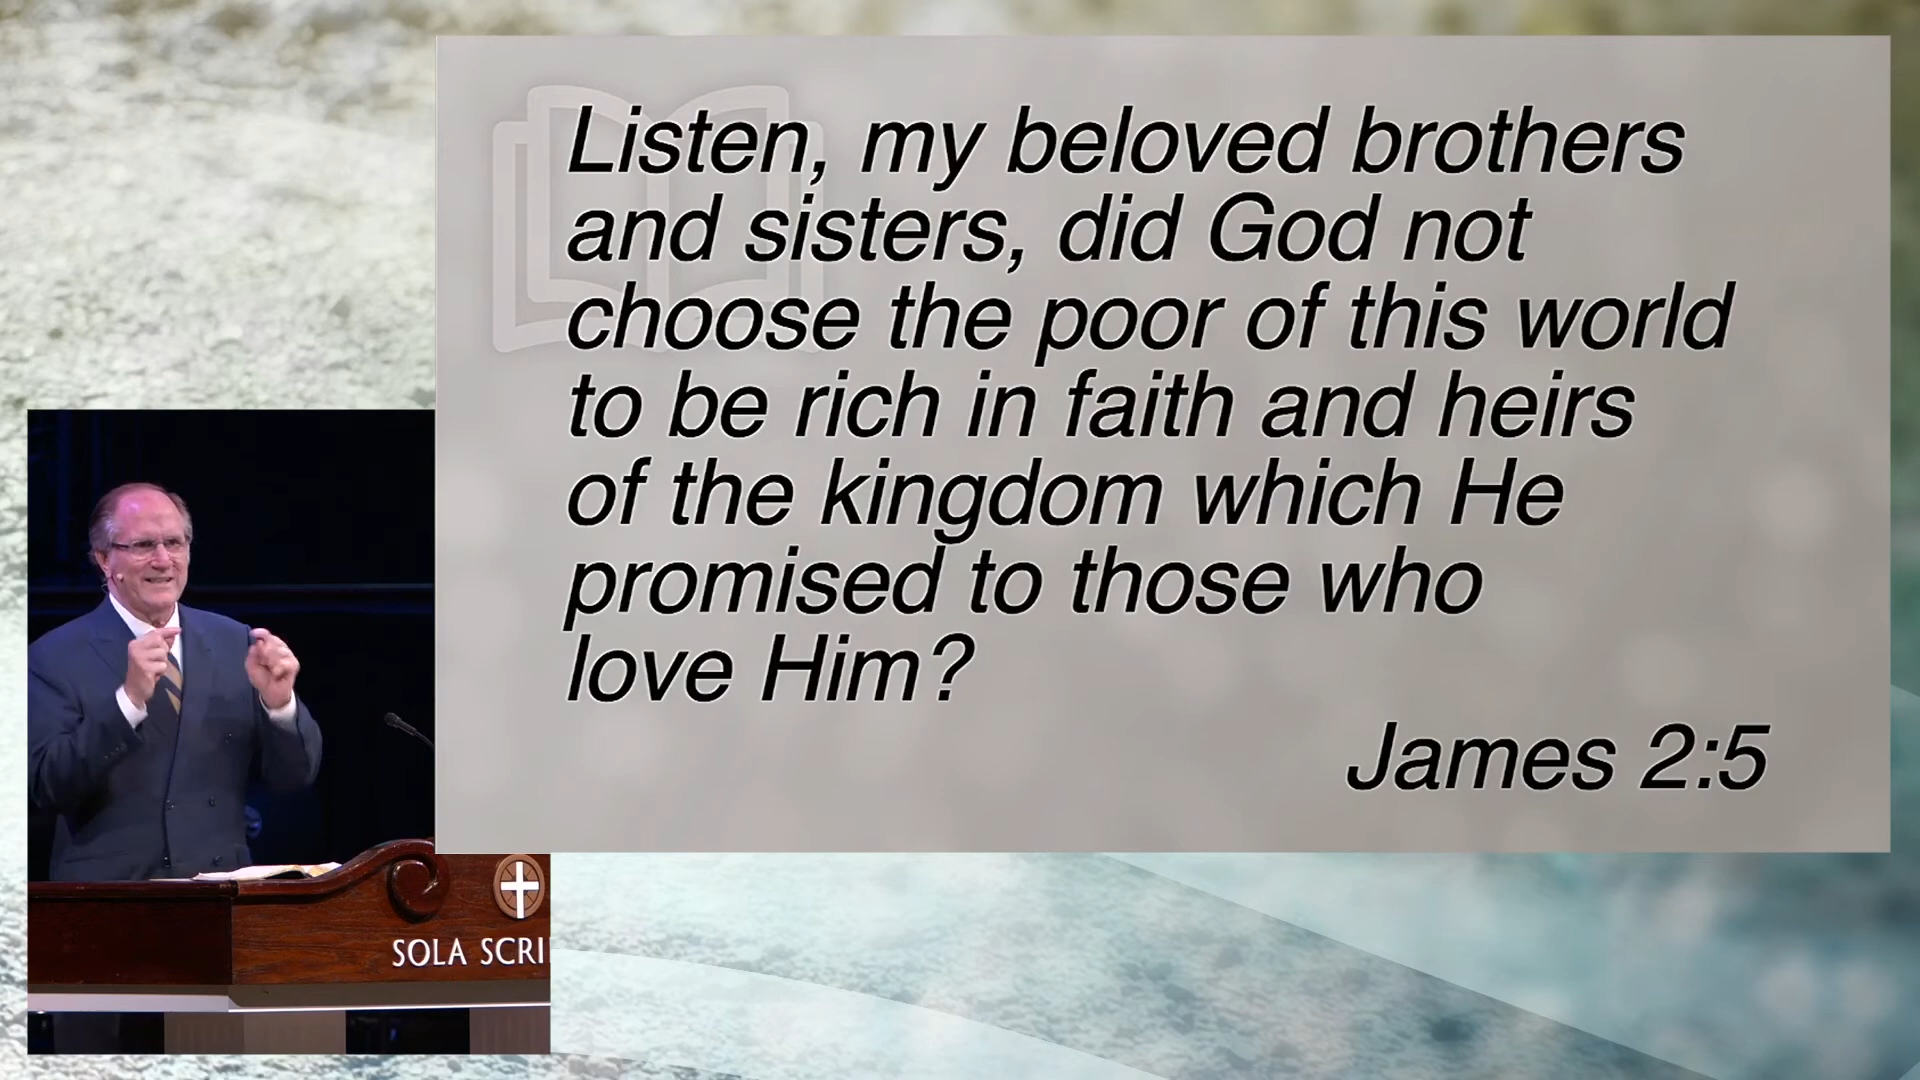 Listen, my beloved brothers
and sisters, did God not
choose the poor of this world
to be rich in faith and heirs
of the kingdom which He
promised to those who
love Him?
James 2:5
SOLA SCRI